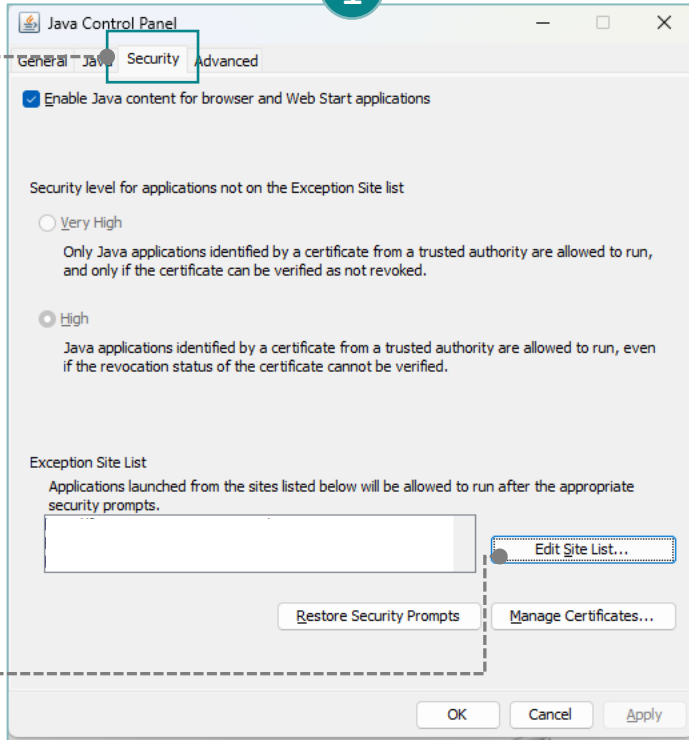 1
Java Control Panel
General Java Security Advanced
Enable Java content for browser and Web Start applications
Security level for applications not on the Exception Site list
Very High
Only Java applications identified by a certificate from a trusted authority are allowed to run,
and only if the certificate can be verified as not revoked.
High
Java applications identified by a certificate from a trusted authority are allowed to run, even
if the revocation status of the certificate cannot be verified.
Exception Site List
Applications launched from the sites listed below will be allowed to run after the appropriate
security prompts.
Edit Site List...
Restore Security Prompts Manage Certificates...
OK Cancel Apply